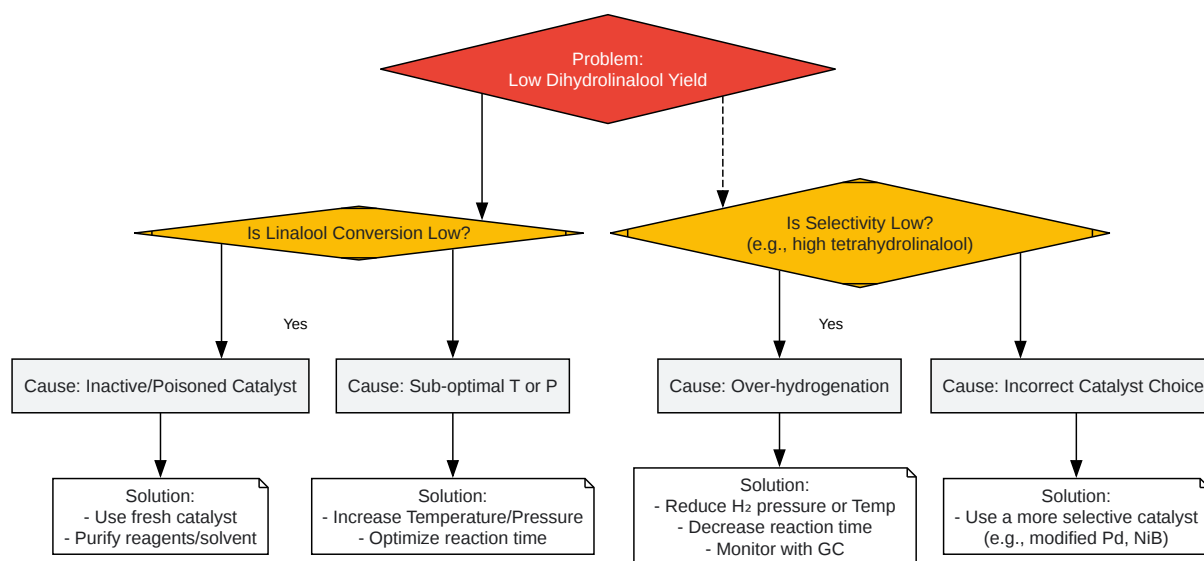 Problem:
Low Dihydrolinalool Yield
Is Linalool Conversion Low?
Is Selectivity Low?
(e.g., high tetrahydrolinalool)
Yes
Yes
Cause: Inactive/Poisoned Catalyst
Cause: Sub-optimal T or P
Cause: Over-hydrogenation
Cause: Incorrect Catalyst Choice
Solution:
- Use fresh catalyst
- Purify reagents/solvent
Solution:
- Increase Temperature/Pressure
- Optimize reaction time
Solution:
- Reduce H₂ pressure or Temp
- Decrease reaction time
- Monitor with GC
Solution:
- Use a more selective catalyst
(e.g., modified Pd, NiB)